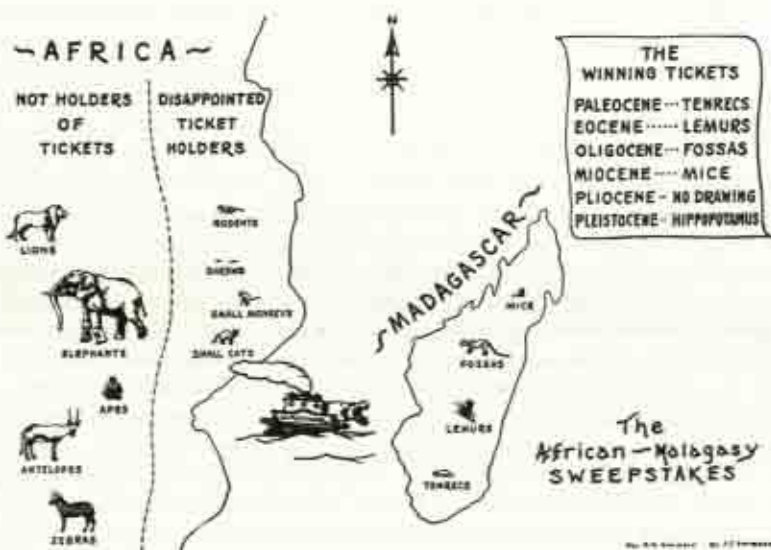 ~AFRICA~
NOT HOLDERS
OF
TICKETS
DISAPPOINTED
TICKET
HOLDERS
LIONS
ELEPHANTS
APES
ANTILOPES
ZEBRAS
RODENTS
SMALL MONKEYS
SMALL CATS
N
~MADAGASCAR~
MICE
FOSSAS
LEMURS
TENRECS
THE
WINNING TICKETS
PALEOCENE --- TENRECS
EOCENE ------ LEMURS
OLIGOCENE --- FOSSAS
MIOCENE ---- MICE
PLIOCENE - NO DRAWING
PLEISTOCENE - HIPPOPOTAMUS
The
African-Malagasy
SWEEPSTAKES